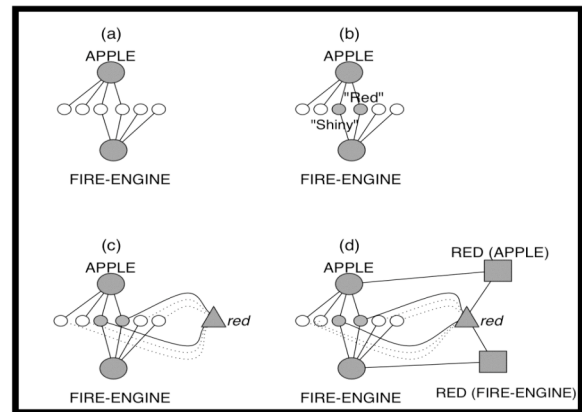 (a)
APPLE
FIRE-ENGINE
(b)
APPLE
"Red"
"Shiny"
FIRE-ENGINE
(c)
APPLE
red
FIRE-ENGINE
(d)
APPLE
RED (APPLE)
red
FIRE-ENGINE
RED (FIRE-ENGINE)